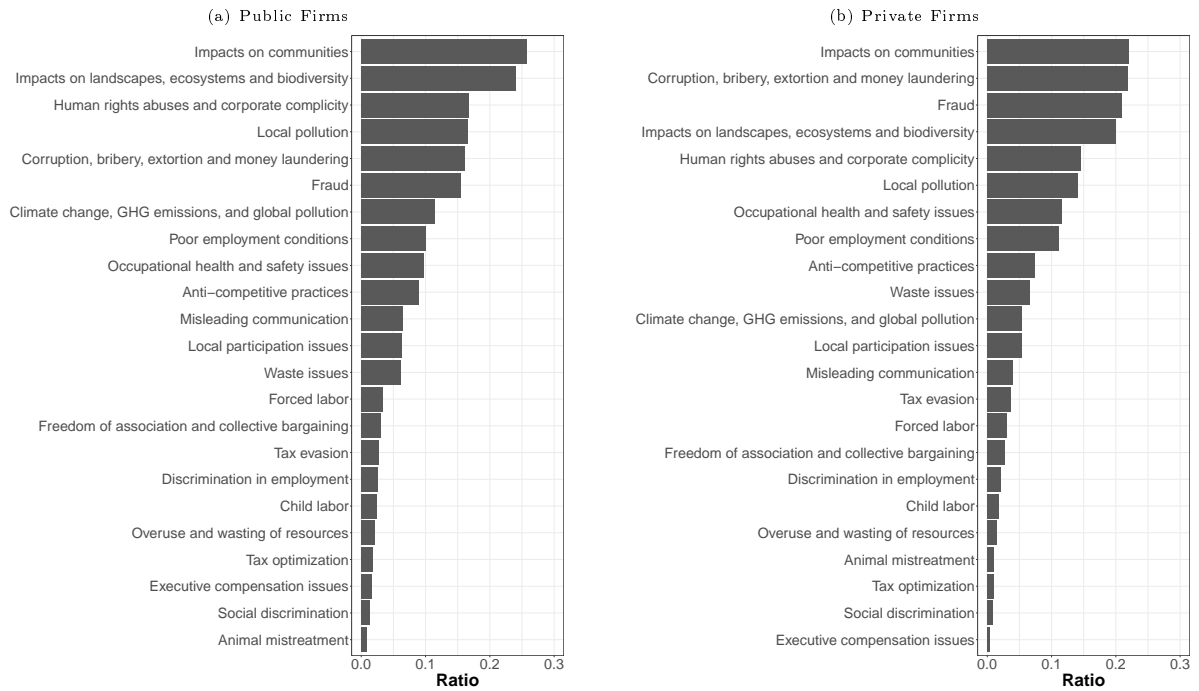 (a) Public Firms
Impacts on communities
Impacts on landscapes, ecosystems and biodiversity
Human rights abuses and corporate complicity
Local pollution
Corruption, bribery, extortion and money laundering
Fraud
Climate change, GHG emissions, and global pollution
Poor employment conditions
Occupational health and safety issues
Anti−competitive practices
Misleading communication
Local participation issues
Waste issues
Forced labor
Freedom of association and collective bargaining
Tax evasion
Discrimination in employment
Child labor
Overuse and wasting of resources
Tax optimization
Executive compensation issues
Social discrimination
Animal mistreatment
0.0 0.1 0.2 0.3
Ratio
(b) Private Firms
Impacts on communities
Corruption, bribery, extortion and money laundering
Fraud
Impacts on landscapes, ecosystems and biodiversity
Human rights abuses and corporate complicity
Local pollution
Occupational health and safety issues
Poor employment conditions
Anti−competitive practices
Waste issues
Climate change, GHG emissions, and global pollution
Local participation issues
Misleading communication
Tax evasion
Forced labor
Freedom of association and collective bargaining
Discrimination in employment
Child labor
Overuse and wasting of resources
Animal mistreatment
Tax optimization
Social discrimination
Executive compensation issues
0.0 0.1 0.2 0.3
Ratio